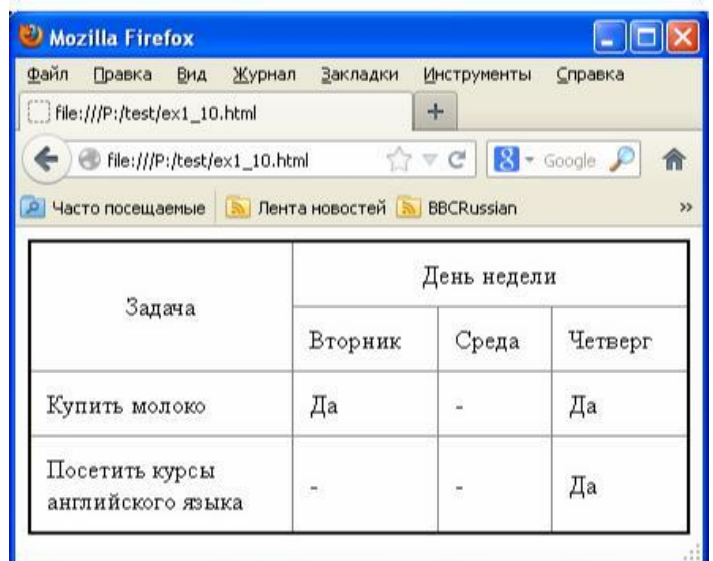 Mozilla Firefox
Файл Правка Вид Журнал Закладки Инструменты Справка
file:///P:/test/ex1_10.html +
file:///P:/test/ex1_10.html Google
Часто посещаемые Лента новостей BBCRussian »
Задача
День недели
Вторник Среда Четверг
Купить молоко Да - Да
Посетить курсы
английского языка - - Да